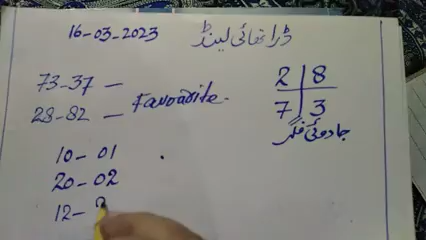 16-03-2023 ڈرا تھائی لینڈ
73-37 —
28-82 — Favourite.
2 | 8
7 | 3
جادوئی فگر
10 - 01
20 - 02
12 -